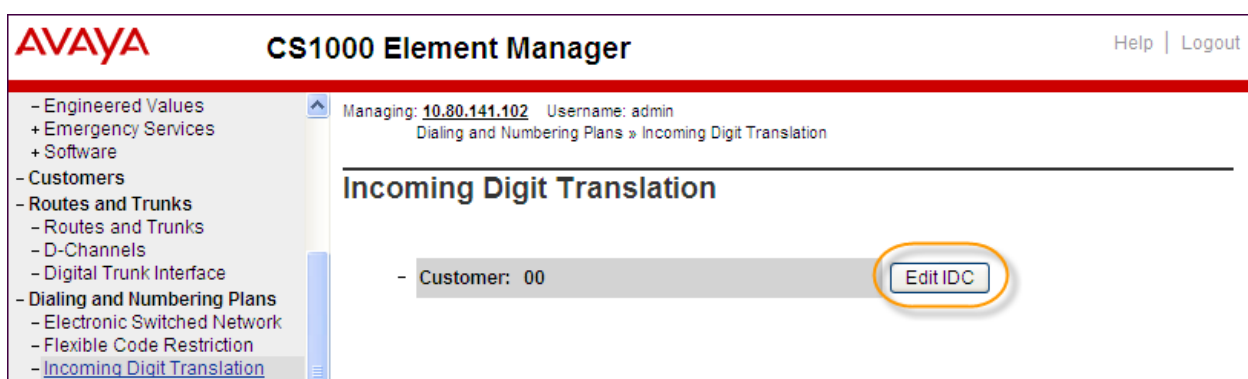 AVAYA
CS1000 Element Manager
Help | Logout
– Engineered Values
+ Emergency Services
+ Software
– Customers
– Routes and Trunks
– Routes and Trunks
– D-Channels
– Digital Trunk Interface
– Dialing and Numbering Plans
– Electronic Switched Network
– Flexible Code Restriction
– Incoming Digit Translation
Managing: 10.80.141.102 Username: admin
Dialing and Numbering Plans » Incoming Digit Translation
Incoming Digit Translation
– Customer: 00
Edit IDC